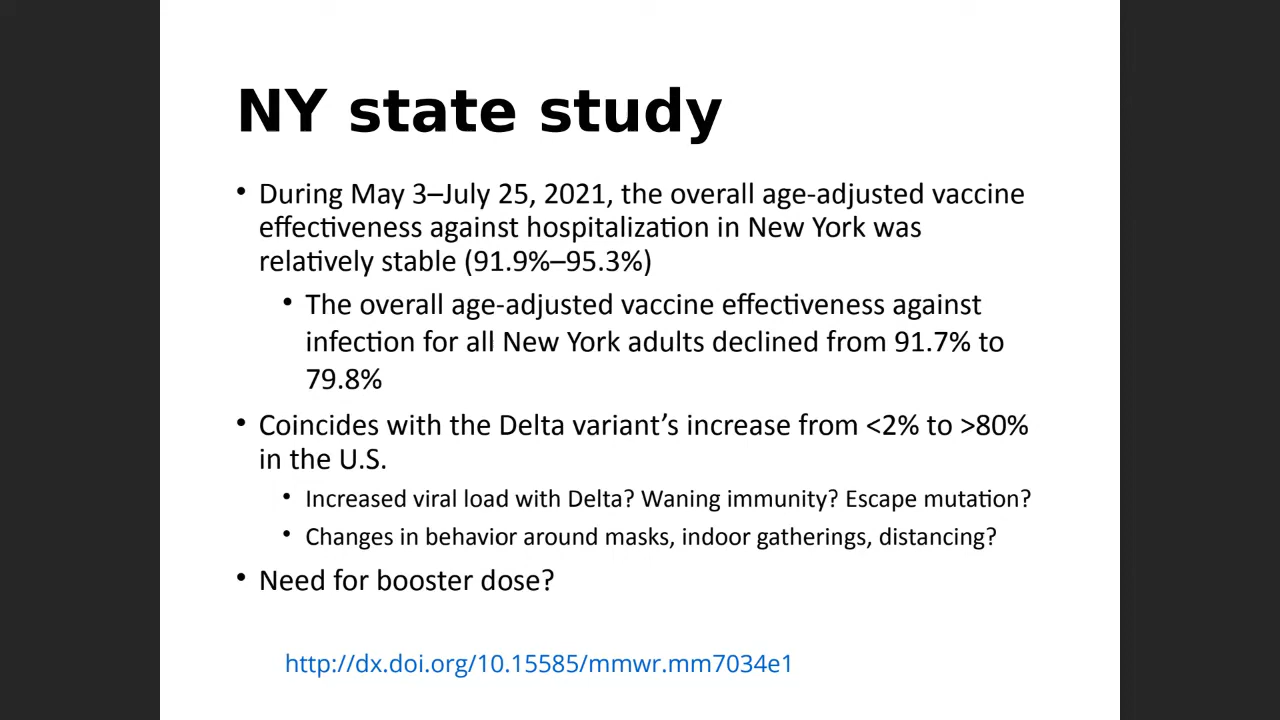 NY state study
• During May 3–July 25, 2021, the overall age-adjusted vaccine
effectiveness against hospitalization in New York was
relatively stable (91.9%–95.3%)
• The overall age-adjusted vaccine effectiveness against
infection for all New York adults declined from 91.7% to
79.8%
• Coincides with the Delta variant’s increase from <2% to >80%
in the U.S.
• Increased viral load with Delta? Waning immunity? Escape mutation?
• Changes in behavior around masks, indoor gatherings, distancing?
• Need for booster dose?
http://dx.doi.org/10.15585/mmwr.mm7034e1